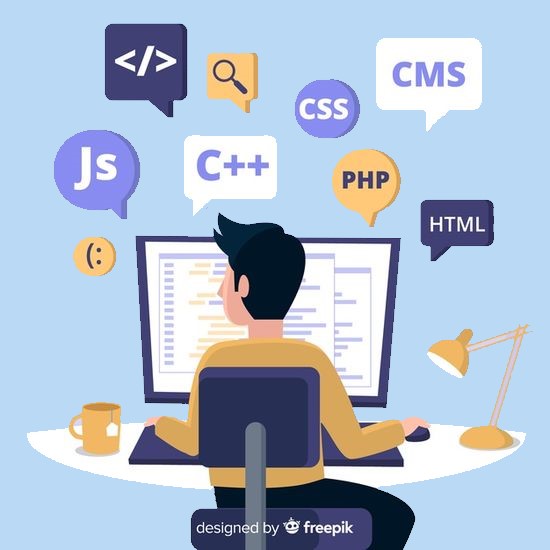 </>
CMS
CSS
Js
C++
PHP
HTML
(:
designed by freepik